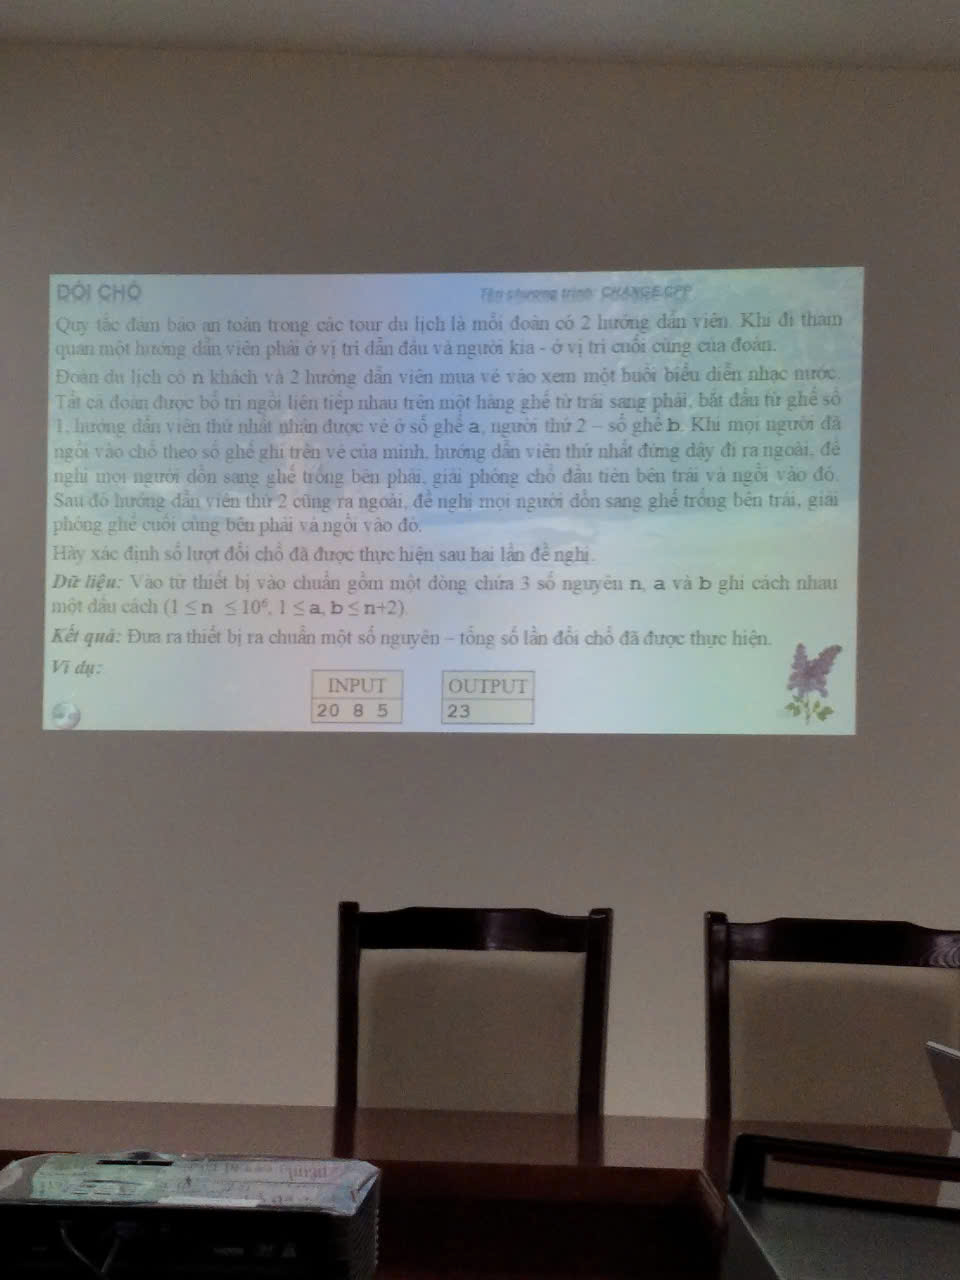 ĐỔI CHỖ Tên chương trình: CHANGE.CPP
Quy tắc đảm bảo an toàn trong các tour du lịch là mỗi đoàn có 2 hướng dẫn viên. Khi đi tham
quan một hướng dẫn viên phải ở vị trí dẫn đầu và người kia - ở vị trí cuối cùng của đoàn.
Đoàn du lịch có n khách và 2 hướng dẫn viên mua vé vào xem một buổi biểu diễn nhạc nước.
Tất cả đoàn được bố trí ngồi liên tiếp nhau trên một hàng ghế từ trái sang phải, bắt đầu từ ghế số
1, hướng dẫn viên thứ nhất nhận được vé ở số ghế a, người thứ 2 – số ghế b. Khi mọi người đã
ngồi vào chỗ theo số ghế ghi trên vé của mình, hướng dẫn viên thứ nhất đứng dậy đi ra ngoài, đề
nghị mọi người dồn sang ghế trống bên phải, giải phóng chỗ đầu tiên bên trái và ngồi vào đó.
Sau đó hướng dẫn viên thứ 2 cũng ra ngoài, đề nghị mọi người dồn sang ghế trống bên trái, giải
phóng ghế cuối cùng bên phải và ngồi vào đó.
Hãy xác định số lượt đổi chỗ đã được thực hiện sau hai lần đề nghị.
Dữ liệu: Vào từ thiết bị vào chuẩn gồm một dòng chứa 3 số nguyên n, a và b ghi cách nhau
một dấu cách (1 ≤ n ≤ 10⁶, 1 ≤ a, b ≤ n+2).
Kết quả: Đưa ra thiết bị ra chuẩn một số nguyên – tổng số lần đổi chỗ đã được thực hiện.
Ví dụ:
INPUT OUTPUT
20 8 5 23